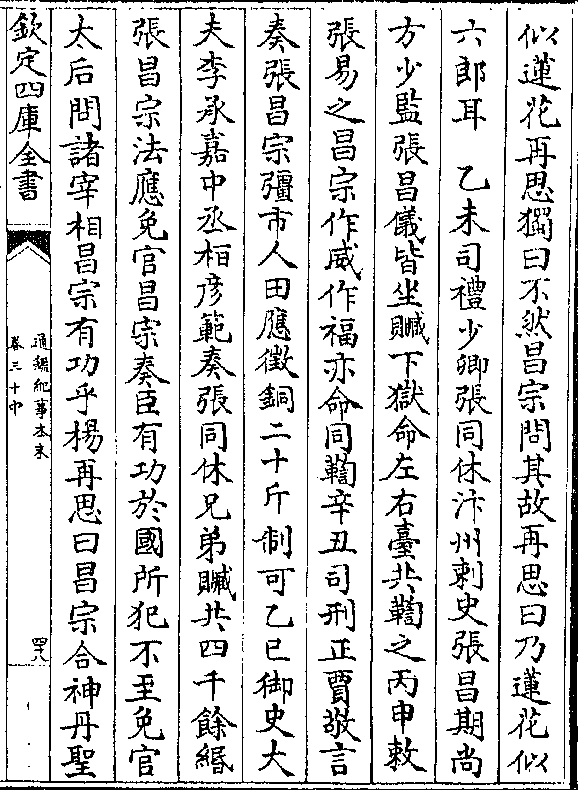 似蓮花再思獨曰不然昌宗問其故再思曰乃蓮花似
六郎耳　乙未司禮少卿張同休汴州刺史張昌期尚
方少監張昌儀皆坐贓下獄命左右臺共鞫之丙申敕
張易之昌宗作威作福亦命同鞫辛丑司刑正賈敬言
奏張昌宗彊市人田應徵銅二十斤制可乙巳御史大
夫李承嘉中丞桓彦範奏張同休兄弟贓共四千餘緡
張昌宗法應免官昌宗奏臣有功於國所犯不至免官
太后問諸宰相昌宗有功乎楊再思曰昌宗合神丹聖
欽定四庫全書
通鑑紀事本末
卷三十中
四八